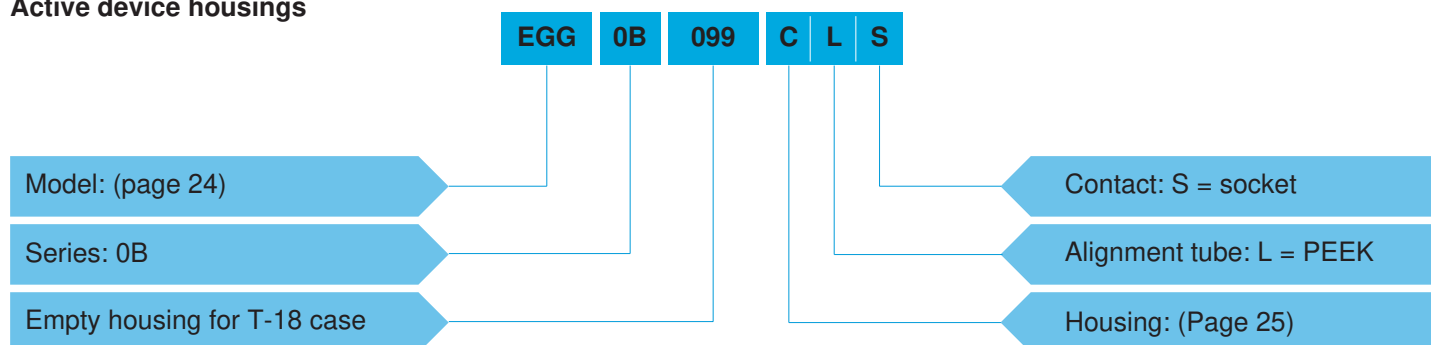 Active device housings
EGG 0B 099 C L S
Model: (page 24)
Contact: S = socket
Series: 0B
Alignment tube: L = PEEK
Empty housing for T-18 case
Housing: (Page 25)